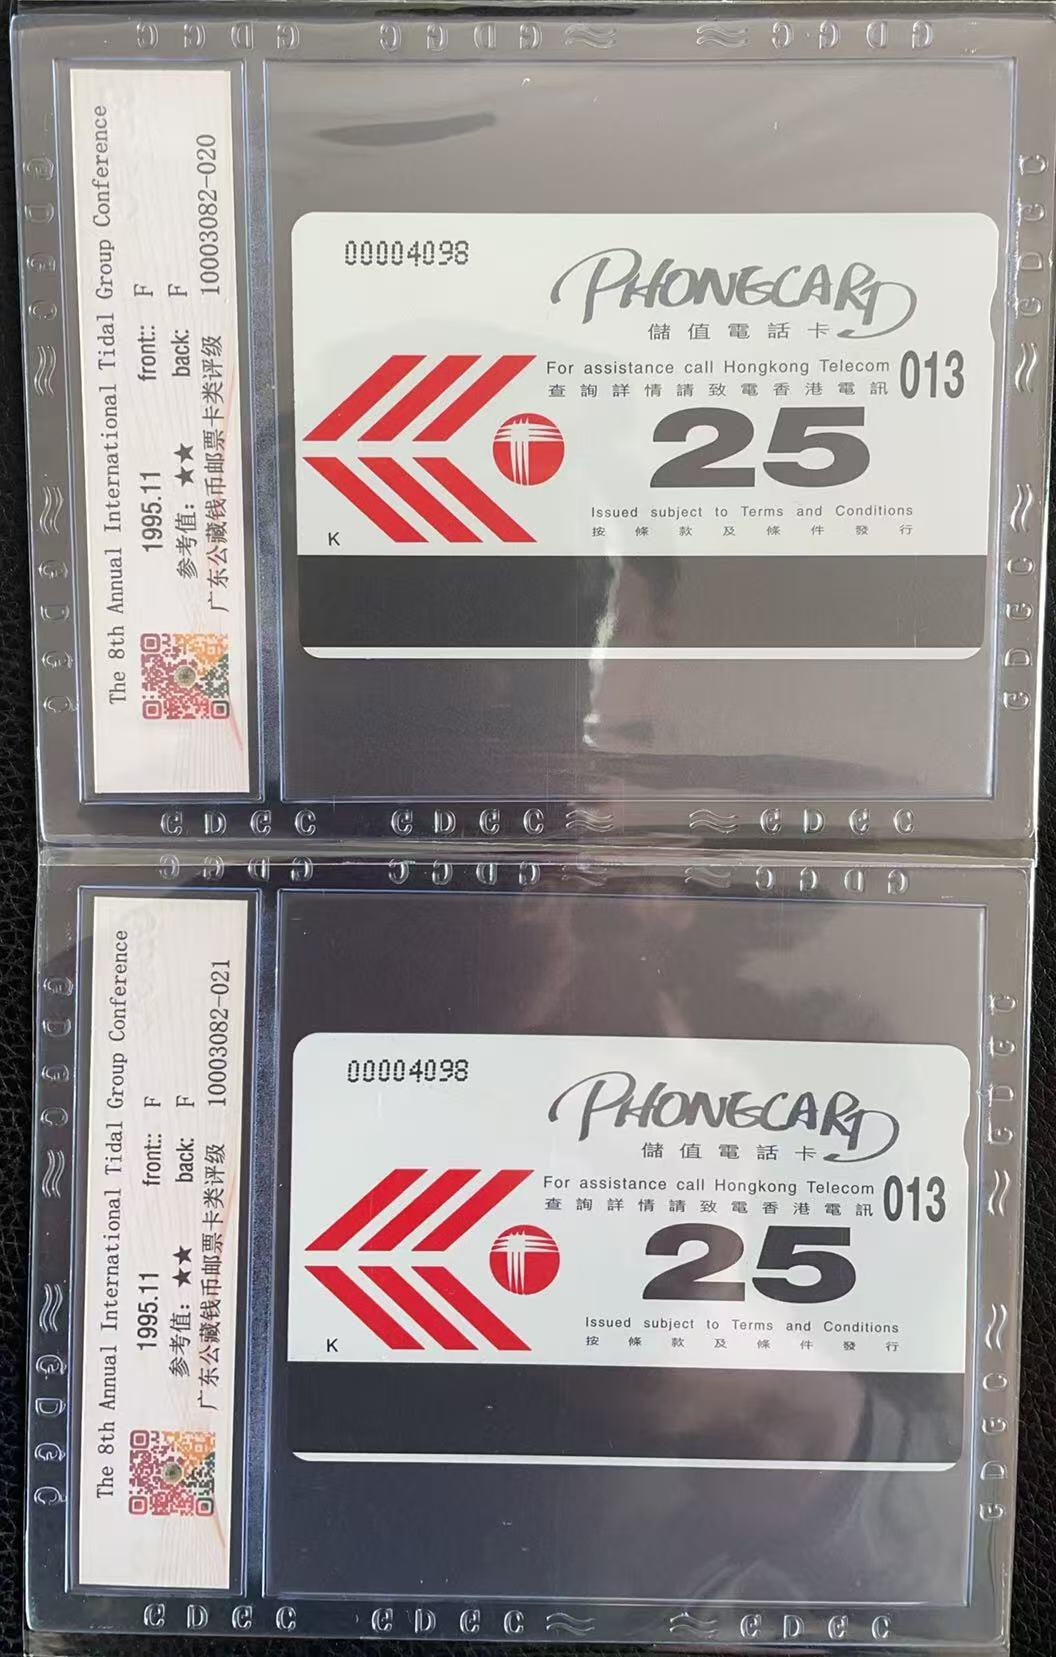 The 8th Annual International Tidal Group Conference
1995.11 front:: F
参考值: ★★ back: F
广东公藏钱币邮票卡类评级 10003082-020
00004098
PHONECARD
儲值電話卡
For assistance call Hongkong Telecom 013
查詢詳情請致電香港電訊
25
Issued subject to Terms and Conditions
按條款及條件發行
K
The 8th Annual International Tidal Group Conference
1995.11 front:: F
参考值: ★★ back: F
广东公藏钱币邮票卡类评级 10003082-021
00004098
PHONECARD
儲值電話卡
For assistance call Hongkong Telecom 013
查詢詳情請致電香港電訊
25
Issued subject to Terms and Conditions
按條款及條件發行
K
GDGC GDGC
GDGC GDGC